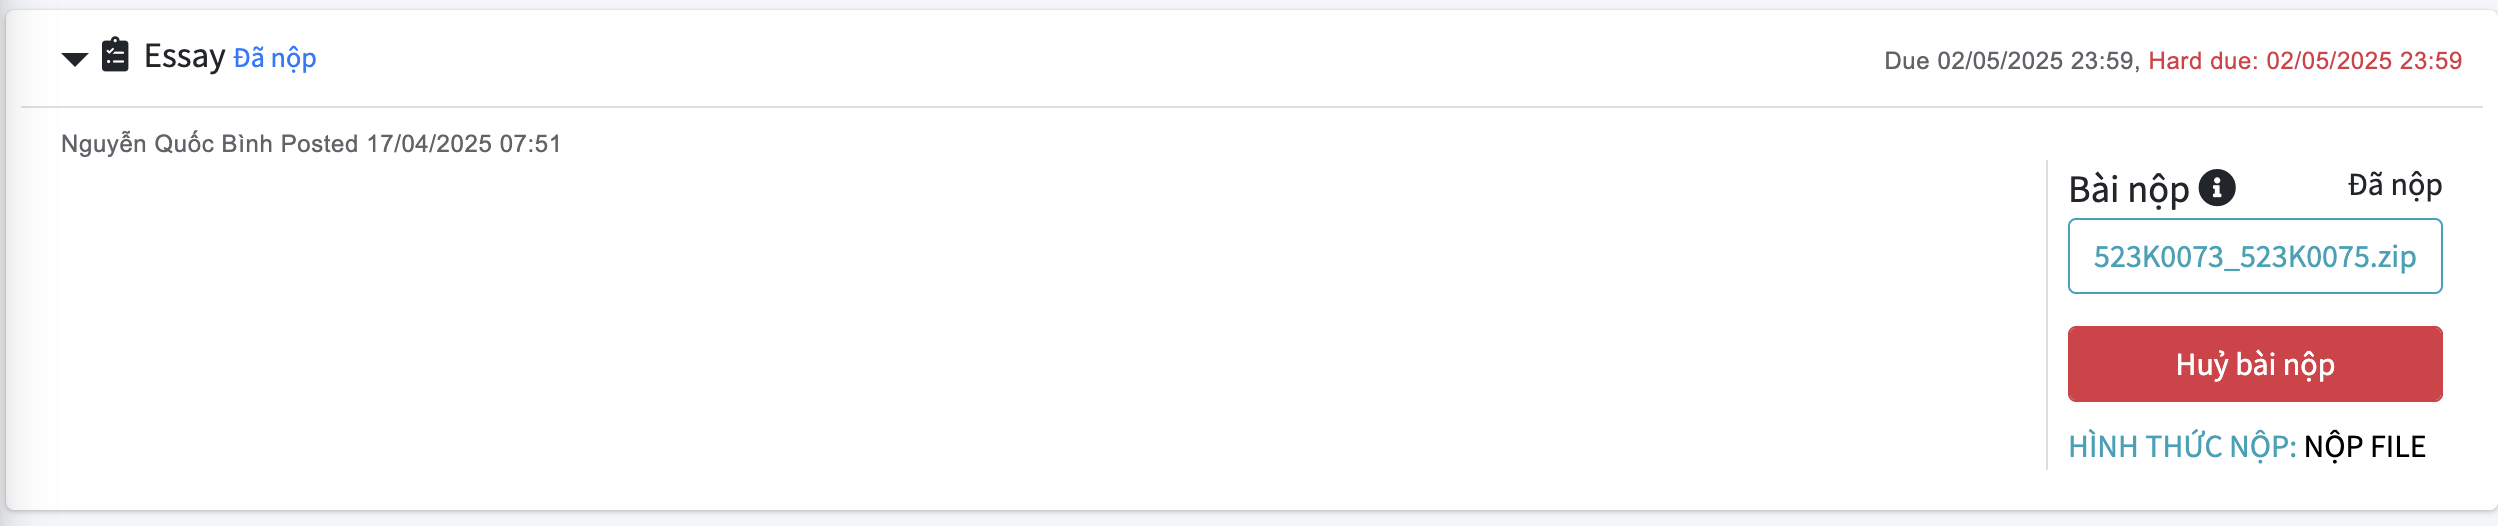 Essay Đã nộp
Due 02/05/2025 23:59, Hard due: 02/05/2025 23:59
Nguyễn Quốc Bình Posted 17/04/2025 07:51
Bài nộp
Đã nộp
523K0073_523K0075.zip
Huỷ bài nộp
HÌNH THỨC NỘP: NỘP FILE